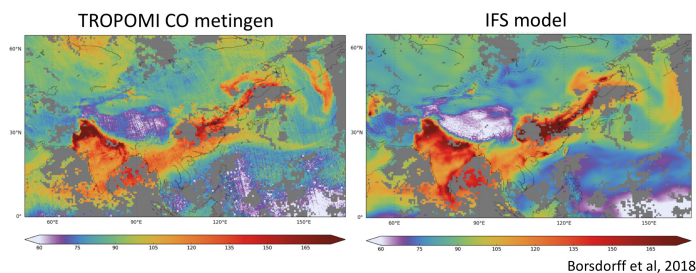 TROPOMI CO metingen
IFS model
60°N
30°N
0°
60°E 90°E 120°E 150°E
60°N
30°N
0°
60°E 90°E 120°E 150°E
60 75 90 105 120 135 150 165
60 75 90 105 120 135 150 165
Borsdorff et al, 2018